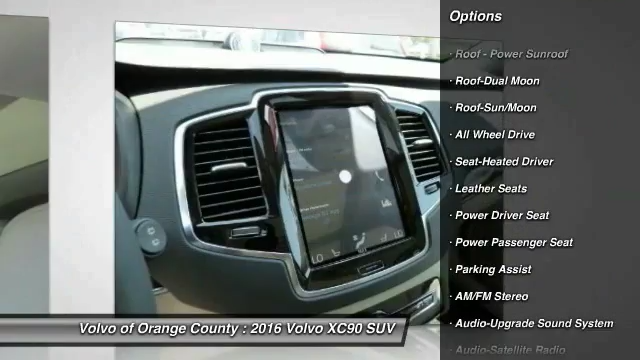 Options
· Roof - Power Sunroof
· Roof-Dual Moon
· Roof-Sun/Moon
· All Wheel Drive
· Seat-Heated Driver
· Leather Seats
· Power Driver Seat
· Power Passenger Seat
· Parking Assist
· AM/FM Stereo
· Audio-Upgrade Sound System
· Audio-Satellite Radio
LO
LO
Volvo of Orange County : 2016 Volvo XC90 SUV